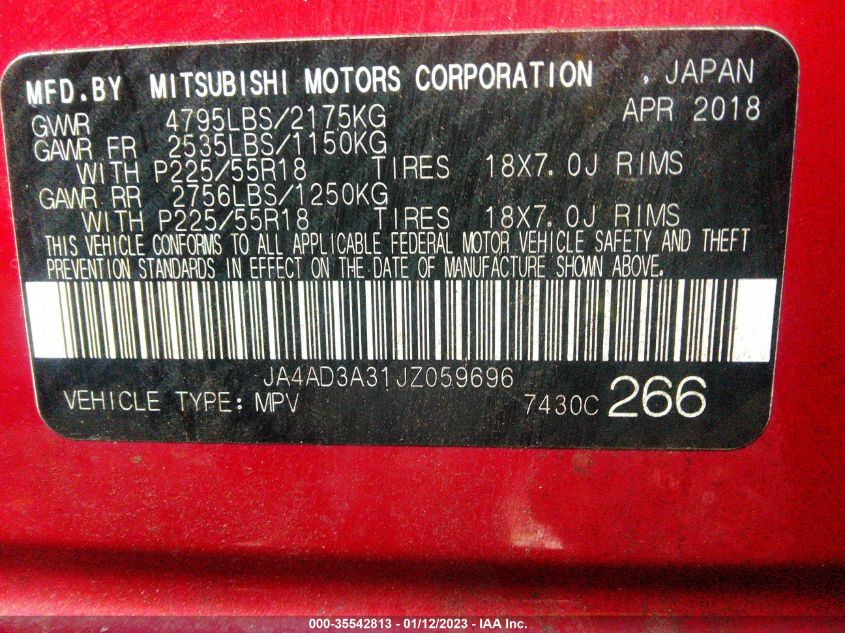 MFD.BY MITSUBISHI MOTORS CORPORATION , JAPAN
GVWR 4795LBS/2175KG APR 2018
GAWR FR 2535LBS/1150KG
WITH P225/55R18 TIRES 18X7.0J RIMS
GAWR RR 2756LBS/1250KG
WITH P225/55R18 TIRES 18X7.0J RIMS
THIS VEHICLE CONFORMS TO ALL APPLICABLE FEDERAL MOTOR VEHICLE SAFETY AND THEFT
PREVENTION STANDARDS IN EFFECT ON THE DATE OF MANUFACTURE SHOWN ABOVE.
JA4AD3A31JZ059696
VEHICLE TYPE: MPV 7430C 266
000-35542813 - 01/12/2023 - IAA Inc.